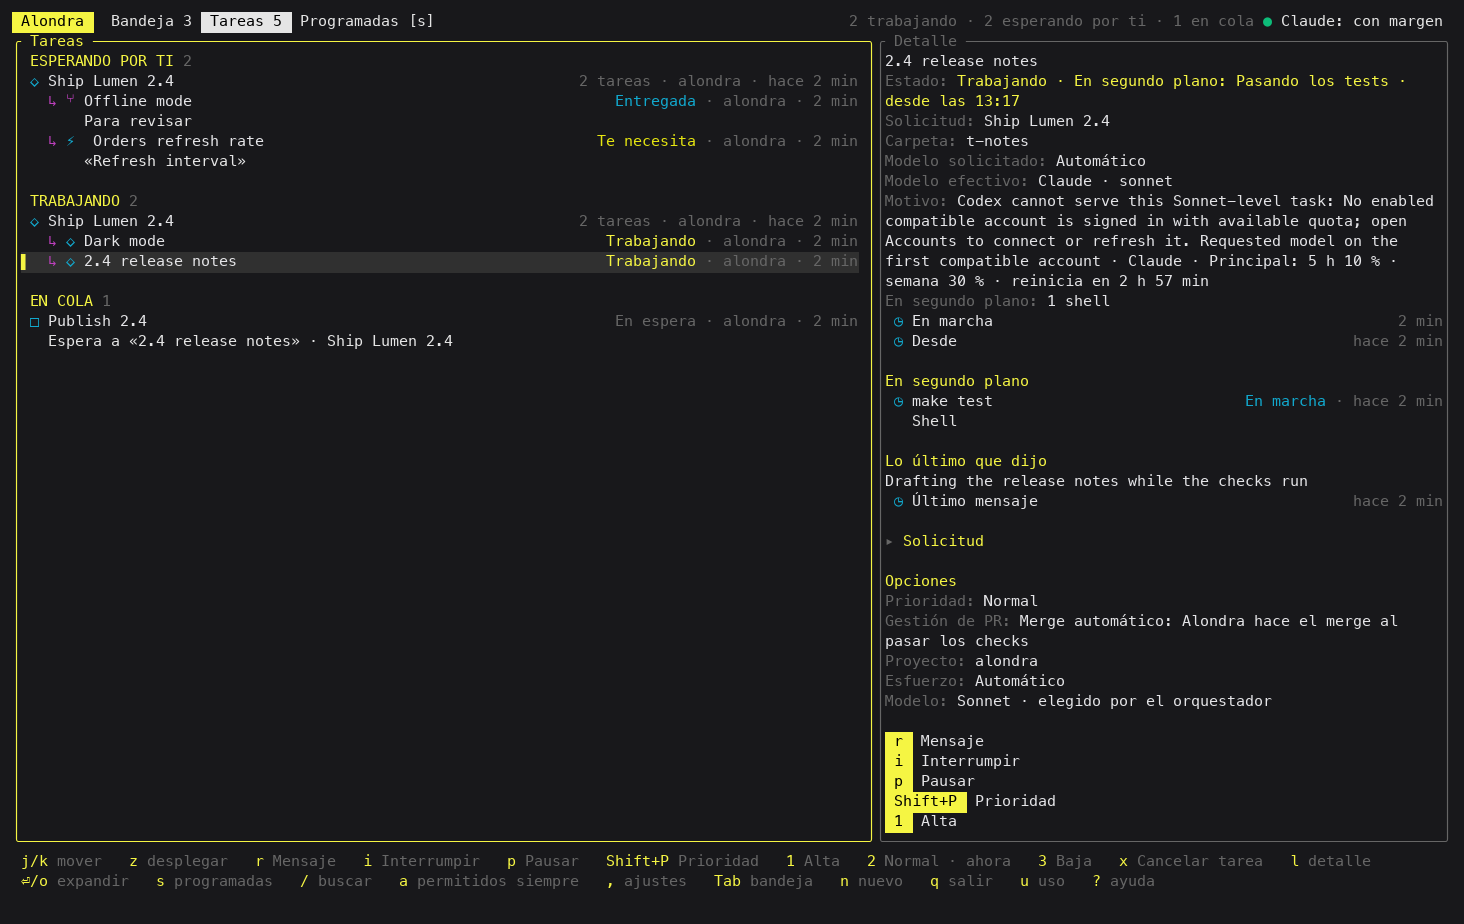 Alondra  Bandeja 3  Tareas 5  Programadas [s]  2 trabajando · 2 esperando por ti · 1 en cola ● Claude: con margen
Tareas
ESPERANDO POR TI 2
◇ Ship Lumen 2.4  2 tareas · alondra · hace 2 min
↳ ⑂ Offline mode  Entregada · alondra · 2 min
Para revisar
↳ ⚡ Orders refresh rate  Te necesita · alondra · 2 min
«Refresh interval»
TRABAJANDO 2
◇ Ship Lumen 2.4  2 tareas · alondra · hace 2 min
↳ ◇ Dark mode  Trabajando · alondra · 2 min
↳ ◇ 2.4 release notes  Trabajando · alondra · 2 min
EN COLA 1
□ Publish 2.4  En espera · alondra · 2 min
Espera a «2.4 release notes» · Ship Lumen 2.4
Detalle
2.4 release notes
Estado: Trabajando · En segundo plano: Pasando los tests ·
desde las 13:17
Solicitud: Ship Lumen 2.4
Carpeta: t-notes
Modelo solicitado: Automático
Modelo efectivo: Claude · sonnet
Motivo: Codex cannot serve this Sonnet-level task: No enabled
compatible account is signed in with available quota; open
Accounts to connect or refresh it. Requested model on the
first compatible account · Claude · Principal: 5 h 10 % ·
semana 30 % · reinicia en 2 h 57 min
En segundo plano: 1 shell
◷ En marcha  2 min
◷ Desde  hace 2 min
En segundo plano
◷ make test  En marcha · hace 2 min
Shell
Lo último que dijo
Drafting the release notes while the checks run
◷ Último mensaje  hace 2 min
▸ Solicitud
Opciones
Prioridad: Normal
Gestión de PR: Merge automático: Alondra hace el merge al
pasar los checks
Proyecto: alondra
Esfuerzo: Automático
Modelo: Sonnet · elegido por el orquestador
r Mensaje
i Interrumpir
p Pausar
Shift+P Prioridad
1 Alta
j/k mover  z desplegar  r Mensaje  i Interrumpir  p Pausar  Shift+P Prioridad  1 Alta  2 Normal · ahora  3 Baja  x Cancelar tarea  l detalle
⏎/o expandir  s programadas  / buscar  a permitidos siempre  , ajustes  Tab bandeja  n nuevo  q salir  u uso  ? ayuda